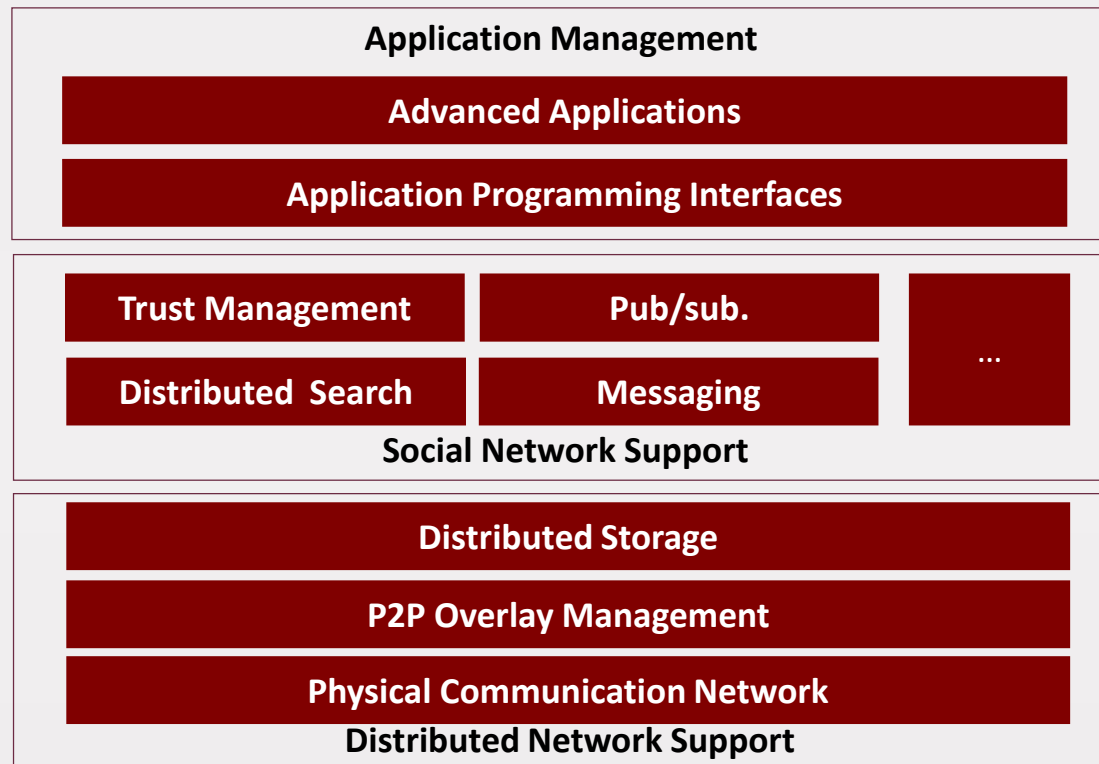 Application Management
Advanced Applications
Application Programming Interfaces
Trust Management
Pub/sub.
...
Distributed  Search
Messaging
Social Network Support
Distributed Storage
P2P Overlay Management
Physical Communication Network
Distributed Network Support